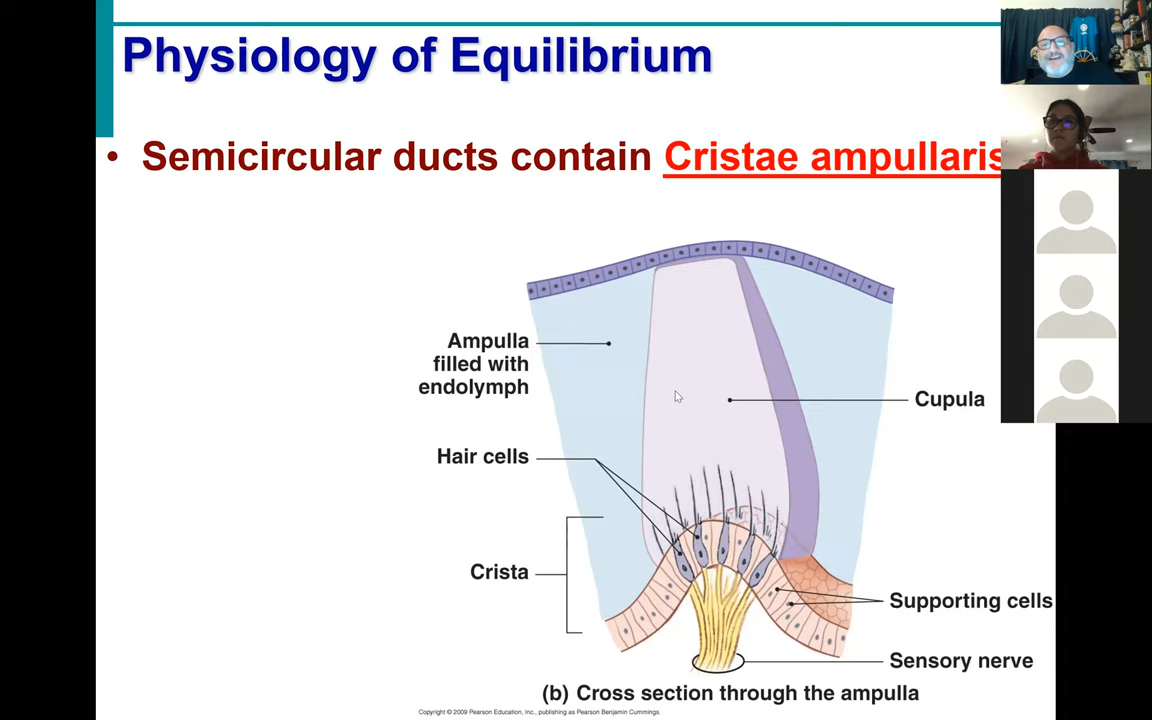 Physiology of Equilibrium
• Semicircular ducts contain Cristae ampullaris
Ampulla
filled with
endolymph
Cupula
Hair cells
Crista
Supporting cells
Sensory nerve
(b) Cross section through the ampulla
Copyright © 2009 Pearson Education, Inc., publishing as Pearson Benjamin Cummings.